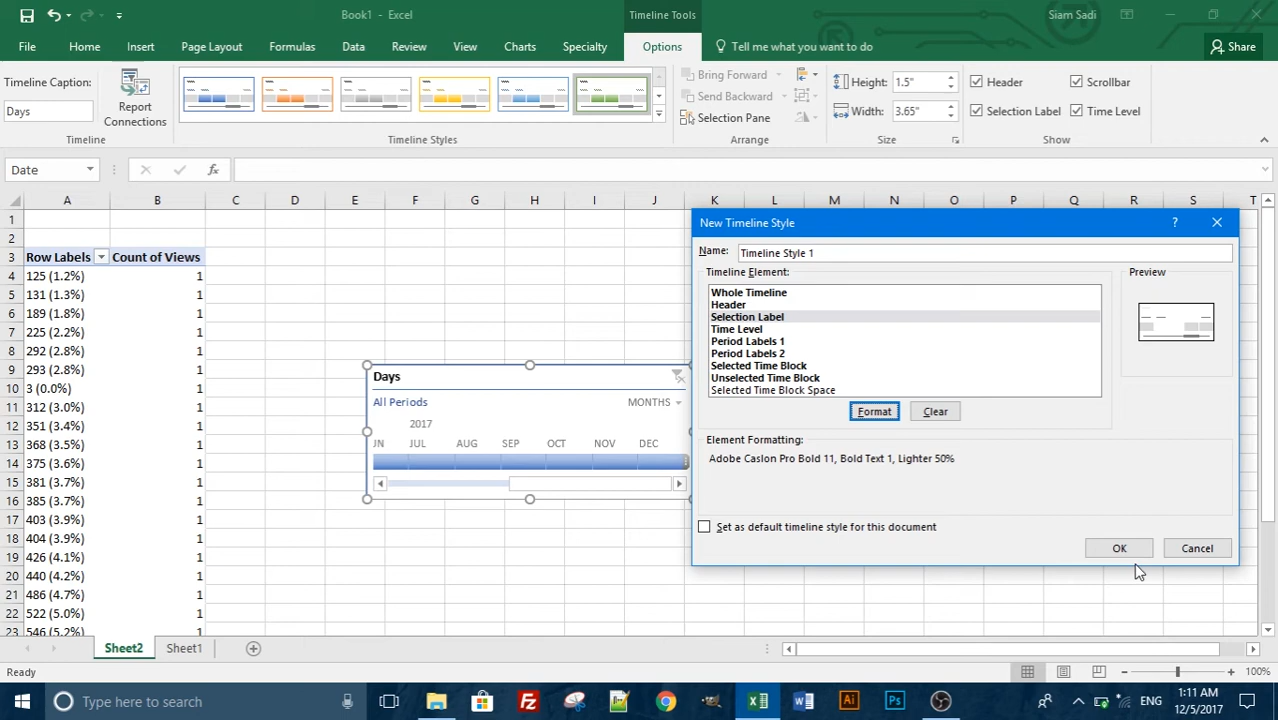 Book1 - Excel
Timeline Tools
Siam Sadi
File
Home
Insert
Page Layout
Formulas
Data
Review
View
Charts
Specialty
Options
Tell me what you want to do
Share
Timeline Caption:
Days
Report
Connections
Timeline
Timeline Styles
Bring Forward
Send Backward
Selection Pane
Arrange
Height: 1.5"
Width: 3.65"
Size
Header
Scrollbar
Selection Label
Time Level
Show
Date
fx
A B C D E F G H I J K L M N O P Q R S T
1
2
3 Row Labels Count of Views
4 125 (1.2%) 1
5 131 (1.3%) 1
6 189 (1.8%) 1
7 225 (2.2%) 1
8 292 (2.8%) 1
9 293 (2.8%) 1
10 3 (0.0%) 1
11 312 (3.0%) 1
12 351 (3.4%) 1
13 368 (3.5%) 1
14 375 (3.6%) 1
15 381 (3.7%) 1
16 385 (3.7%) 1
17 403 (3.9%) 1
18 404 (3.9%) 1
19 426 (4.1%) 1
20 440 (4.2%) 1
21 486 (4.7%) 1
22 522 (5.0%) 1
23 546 (5.2%) 1
Days
All Periods
MONTHS
2017
JN JUL AUG SEP OCT NOV DEC
New Timeline Style
?
Name: Timeline Style 1
Timeline Element:
Whole Timeline
Header
Selection Label
Time Level
Period Labels 1
Period Labels 2
Selected Time Block
Unselected Time Block
Selected Time Block Space
Preview
Format
Clear
Element Formatting:
Adobe Caslon Pro Bold 11, Bold Text 1, Lighter 50%
Set as default timeline style for this document
OK
Cancel
Sheet2
Sheet1
Ready
100%
Type here to search
Fz
W
Ai
Ps
ENG
1:11 AM
12/5/2017